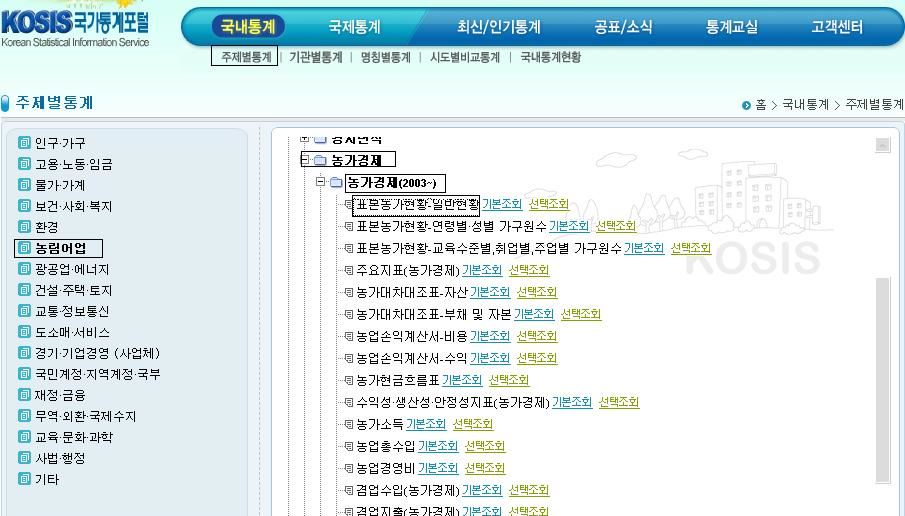 KOSIS 국가통계포털
Korean Statistical Information Service
국내통계 국제통계 최신/인기통계 공표/소식 통계교실 고객센터
주제별통계 | 기관별통계 | 명칭별통계 | 시도별비교통계 | 국내통계현황
주제별통계
홈 > 국내통계 > 주제별통계
인구·가구
고용·노동·임금
물가·가계
보건·사회·복지
환경
농림어업
광공업·에너지
건설·주택·토지
교통·정보통신
도소매·서비스
경기·기업경영 (사업체)
국민계정·지역계정·국부
재정·금융
무역·외환·국제수지
교육·문화·과학
사법·행정
기타
농가경제
농가경제(2003~)
표본농가현황-일반현황 기본조회 선택조회
표본농가현황-연령별·성별 가구원수 기본조회 선택조회
표본농가현황-교육수준별,취업별,주업별 가구원수 기본조회 선택조회
주요지표(농가경제) 기본조회 선택조회
농가대차대조표-자산 기본조회 선택조회
농가대차대조표-부채 및 자본 기본조회 선택조회
농업손익계산서-비용 기본조회 선택조회
농업손익계산서-수익 기본조회 선택조회
농가현금흐름표 기본조회 선택조회
수익성·생산성·안정성지표(농가경제) 기본조회 선택조회
농가소득 기본조회 선택조회
농업총수입 기본조회 선택조회
농업경영비 기본조회 선택조회
겸업수입(농가경제) 기본조회 선택조회
겸업지출(농가경제) 기본조회 선택조회
KOSIS